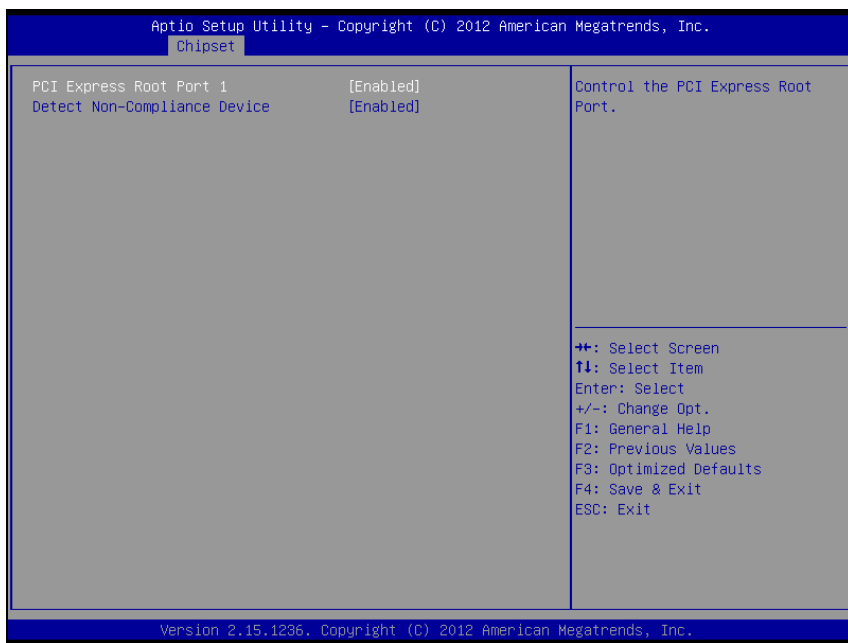 Aptio Setup Utility – Copyright (C) 2012 American Megatrends, Inc.
Chipset
PCI Express Root Port 1 [Enabled]
Detect Non-Compliance Device [Enabled]
Control the PCI Express Root
Port.
→←: Select Screen
↑↓: Select Item
Enter: Select
+/-: Change Opt.
F1: General Help
F2: Previous Values
F3: Optimized Defaults
F4: Save & Exit
ESC: Exit
Version 2.15.1236. Copyright (C) 2012 American Megatrends, Inc.